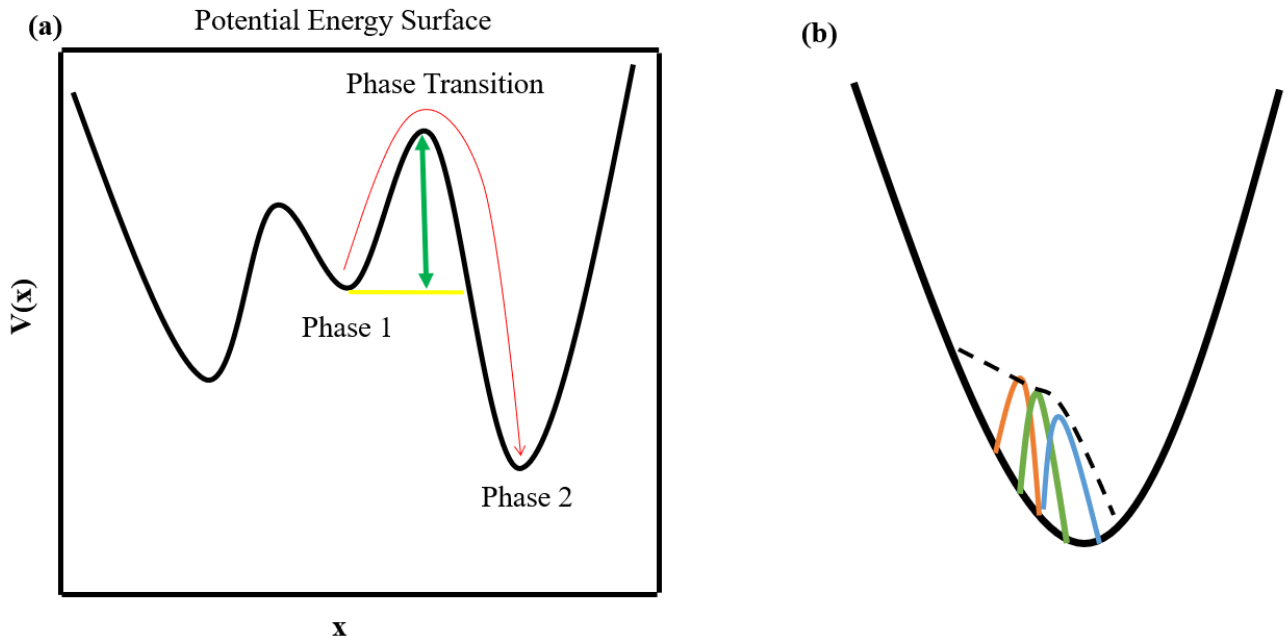 (a)
Potential Energy Surface
Phase Transition
V(x)
Phase 1
Phase 2
x
(b)